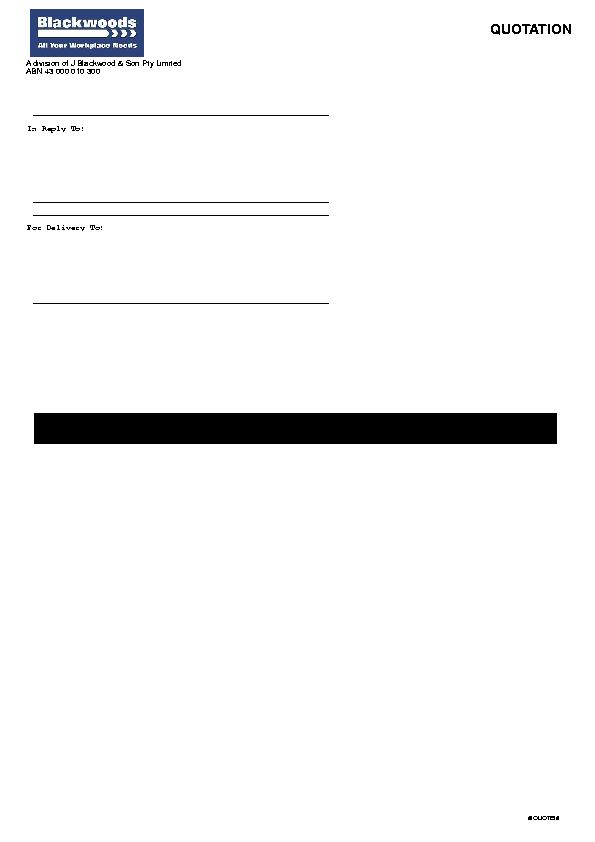 Blackwoods
All Your Workplace Needs
QUOTATION
A division of J Blackwood & Son Pty Limited
ABN 43 000 010 300
In Reply To:
For Delivery To: